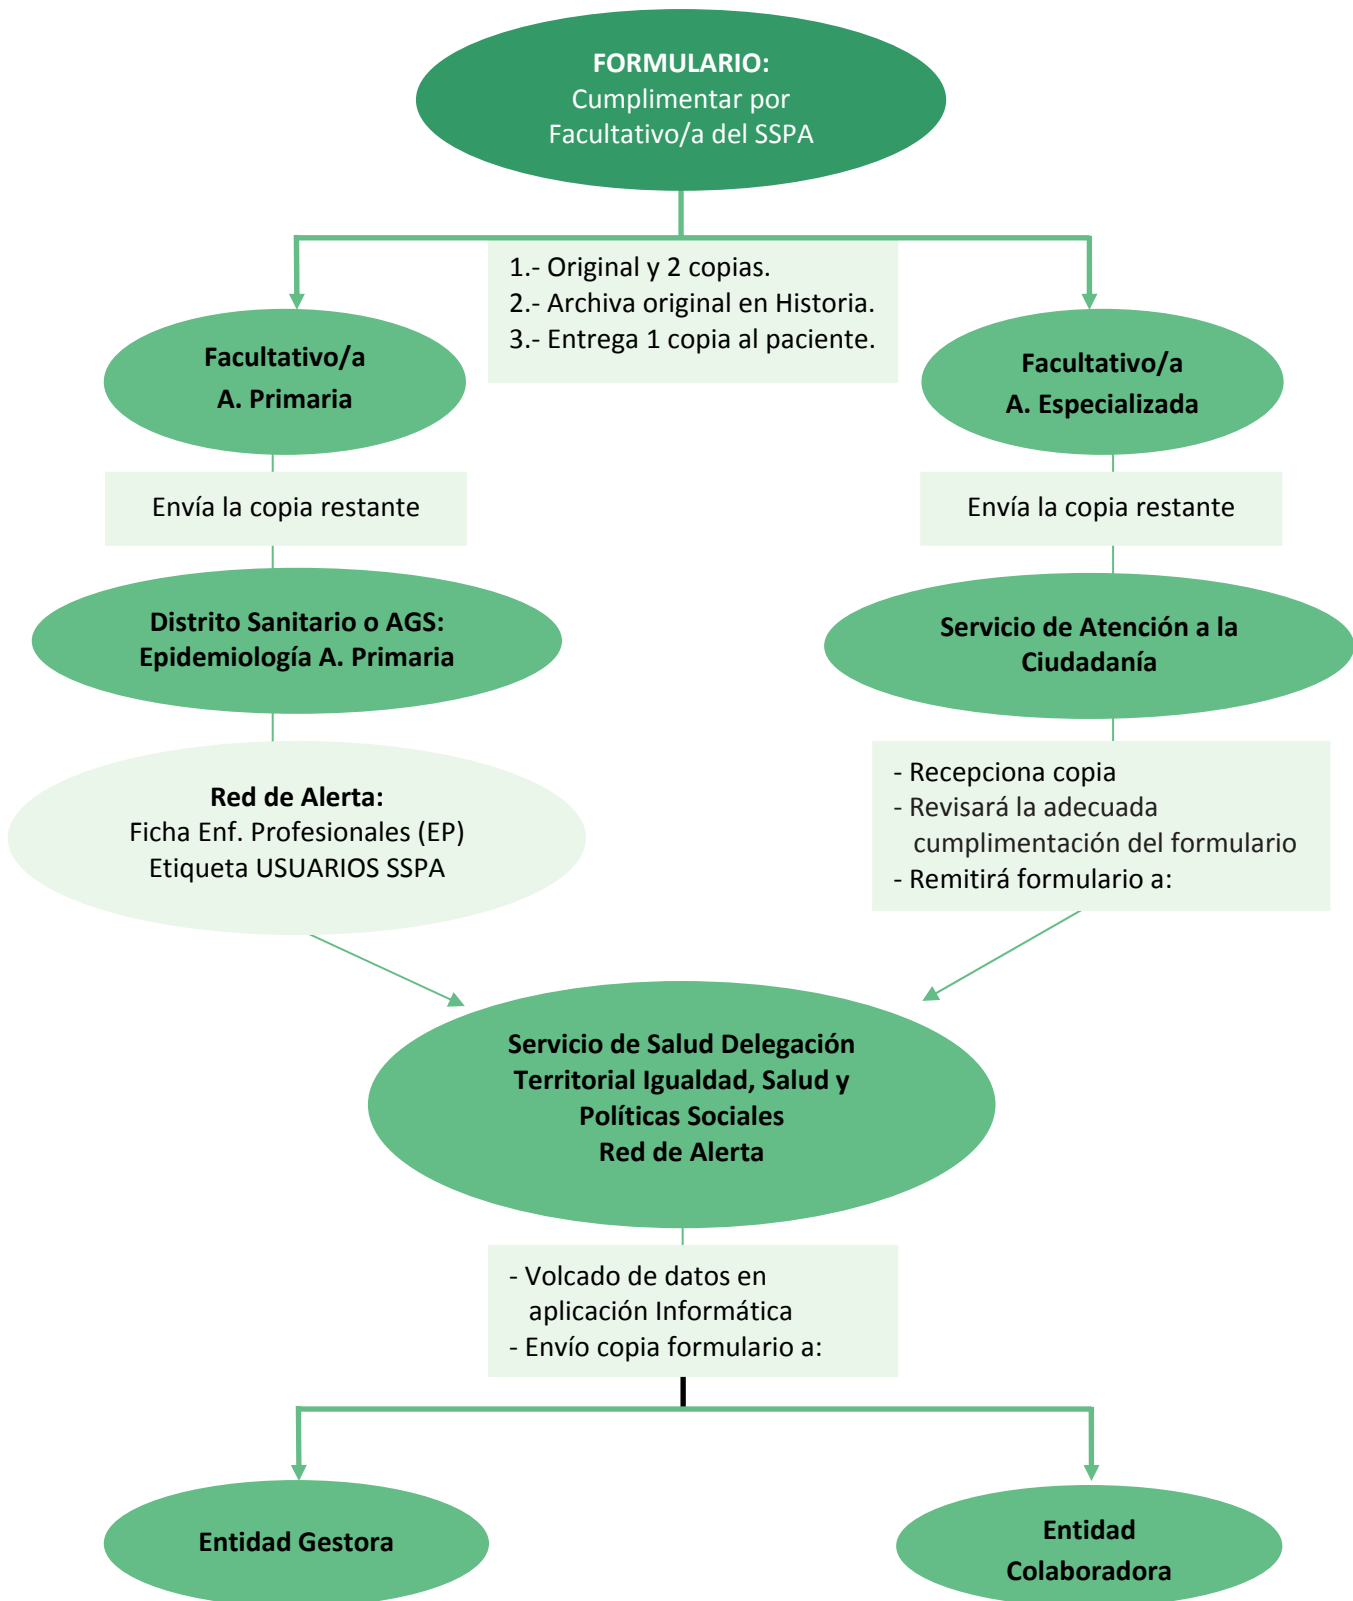 FORMULARIO:
Cumplimentar por
Facultativo/a del SSPA
1.- Original y 2 copias.
2.- Archiva original en Historia.
3.- Entrega 1 copia al paciente.
Facultativo/a
A. Primaria
Facultativo/a
A. Especializada
Envía la copia restante
Envía la copia restante
Distrito Sanitario o AGS:
Epidemiología A. Primaria
Servicio de Atención a la
Ciudadanía
Red de Alerta:
Ficha Enf. Profesionales (EP)
Etiqueta USUARIOS SSPA
- Recepciona copia
- Revisará la adecuada
cumplimentación del formulario
- Remitirá formulario a:
Servicio de Salud Delegación
Territorial Igualdad, Salud y
Políticas Sociales
Red de Alerta
- Volcado de datos en
aplicación Informática
- Envío copia formulario a:
Entidad Gestora
Entidad
Colaboradora